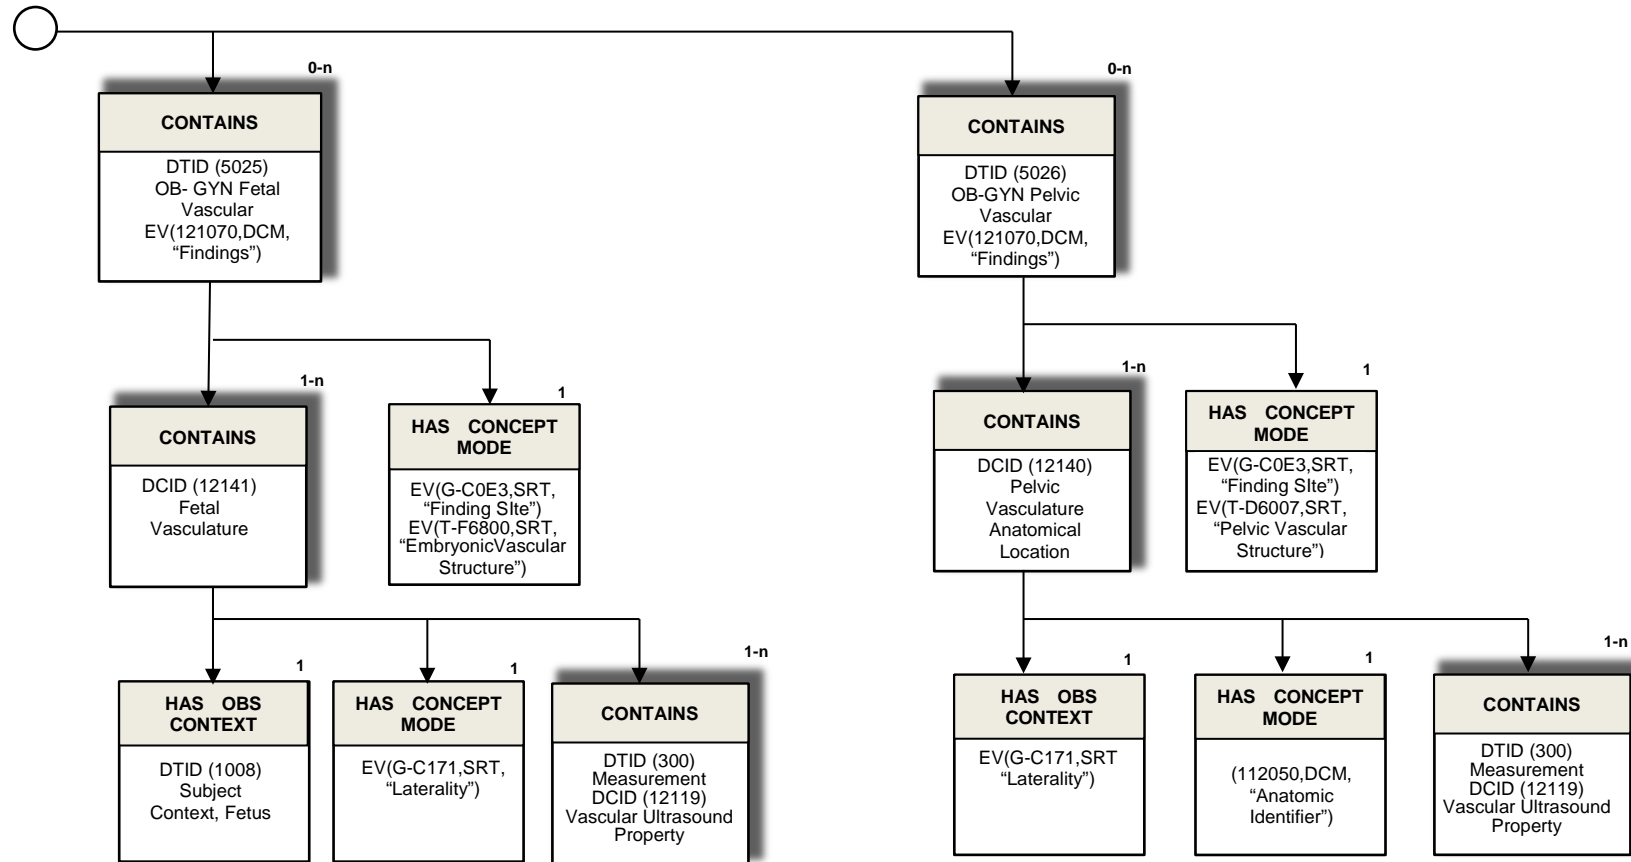 0-n
CONTAINS
DTID (5025)
OB- GYN Fetal
Vascular
EV(121070,DCM,
“Findings”)
0-n
CONTAINS
DTID (5026)
OB-GYN Pelvic
Vascular
EV(121070,DCM,
“Findings”)
1-n
CONTAINS
DCID (12141)
Fetal
Vasculature
1
HAS CONCEPT
MODE
EV(G-C0E3,SRT,
“Finding SIte”)
EV(T-F6800,SRT,
“EmbryonicVascular
Structure”)
1-n
CONTAINS
DCID (12140)
Pelvic
Vasculature
Anatomical
Location
1
HAS CONCEPT
MODE
EV(G-C0E3,SRT,
“Finding SIte”)
EV(T-D6007,SRT,
“Pelvic Vascular
Structure”)
1
HAS OBS
CONTEXT
DTID (1008)
Subject
Context, Fetus
1
HAS CONCEPT
MODE
EV(G-C171,SRT,
“Laterality”)
1-n
CONTAINS
DTID (300)
Measurement
DCID (12119)
Vascular Ultrasound
Property
1
HAS OBS
CONTEXT
EV(G-C171,SRT
“Laterality”)
1
HAS CONCEPT
MODE
(112050,DCM,
“Anatomic
Identifier”)
1-n
CONTAINS
DTID (300)
Measurement
DCID (12119)
Vascular Ultrasound
Property